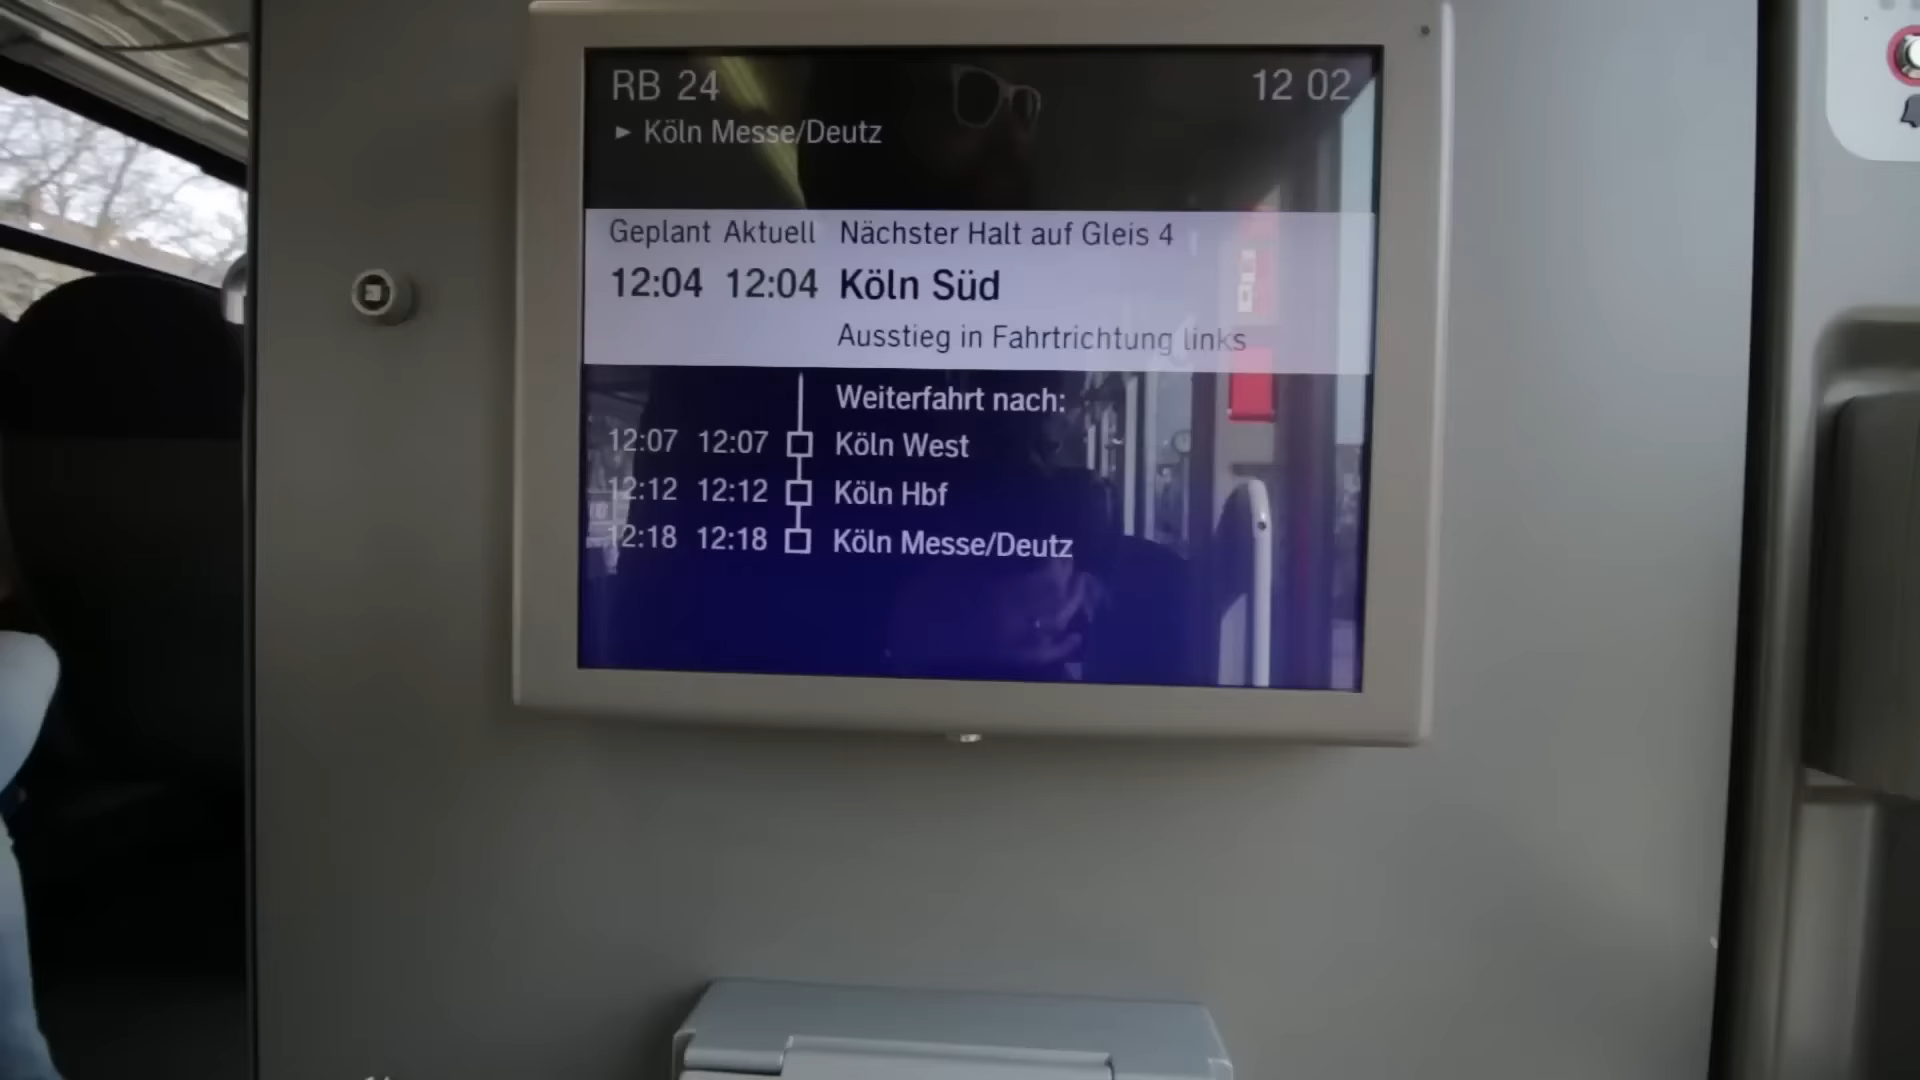 RB 24 12 02
► Köln Messe/Deutz
Geplant Aktuell Nächster Halt auf Gleis 4
12:04 12:04 Köln Süd
Ausstieg in Fahrtrichtung links
Weiterfahrt nach:
12:07 12:07 Köln West
12:12 12:12 Köln Hbf
12:18 12:18 Köln Messe/Deutz